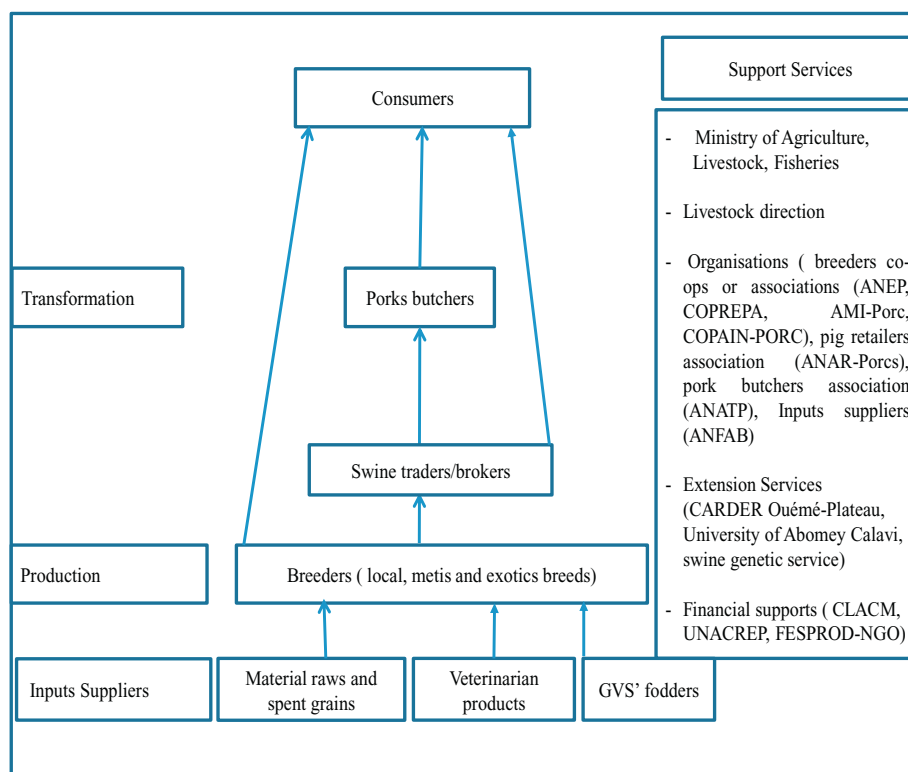 Consumers
Support Services
- Ministry of Agriculture,
Livestock, Fisheries
- Livestock direction
- Organisations ( breeders co-
ops or associations (ANEP,
COPREPA, AMI-Porc,
COPAIN-PORC), pig retailers
association (ANAR-Porcs),
pork butchers association
(ANATP), Inputs suppliers
(ANFAB)
- Extension Services
(CARDER Ouémé-Plateau,
University of Abomey Calavi,
swine genetic service)
- Financial supports ( CLACM,
UNACREP, FESPROD-NGO)
Transformation
Porks butchers
Swine traders/brokers
Production
Breeders ( local, metis and exotics breeds)
Inputs Suppliers
Material raws and
spent grains
Veterinarian
products
GVS’ fodders